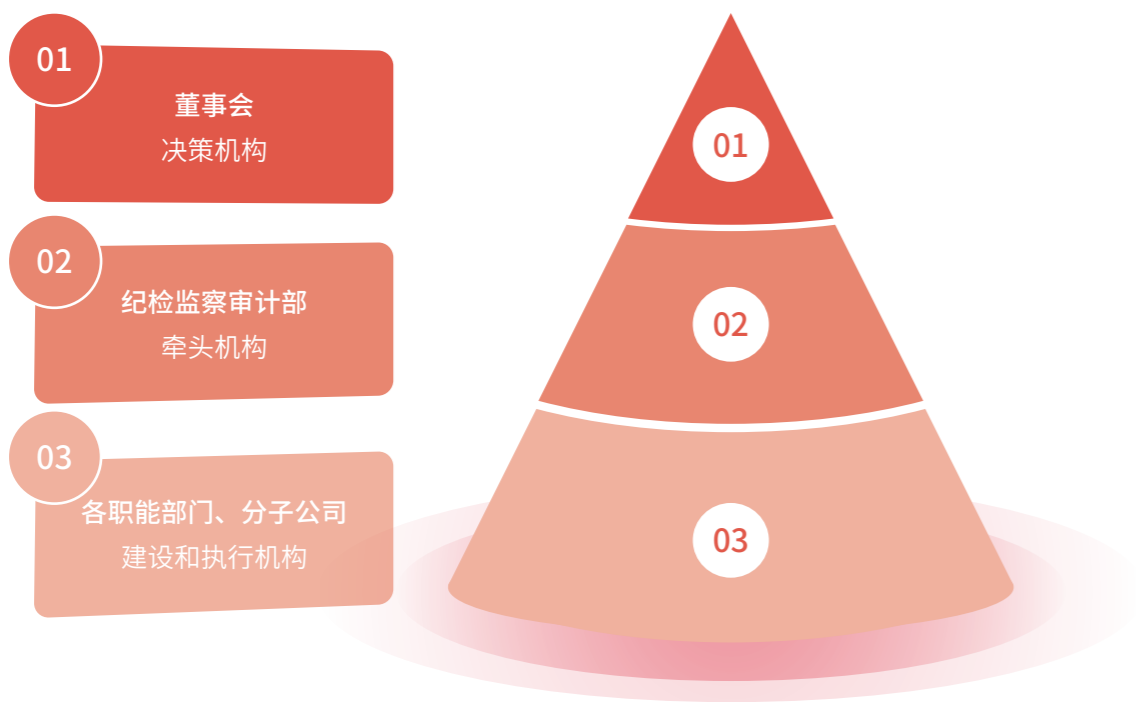 01
董事会
决策机构
02
纪检监察审计部
牵头机构
03
各职能部门、分子公司
建设和执行机构
01
02
03